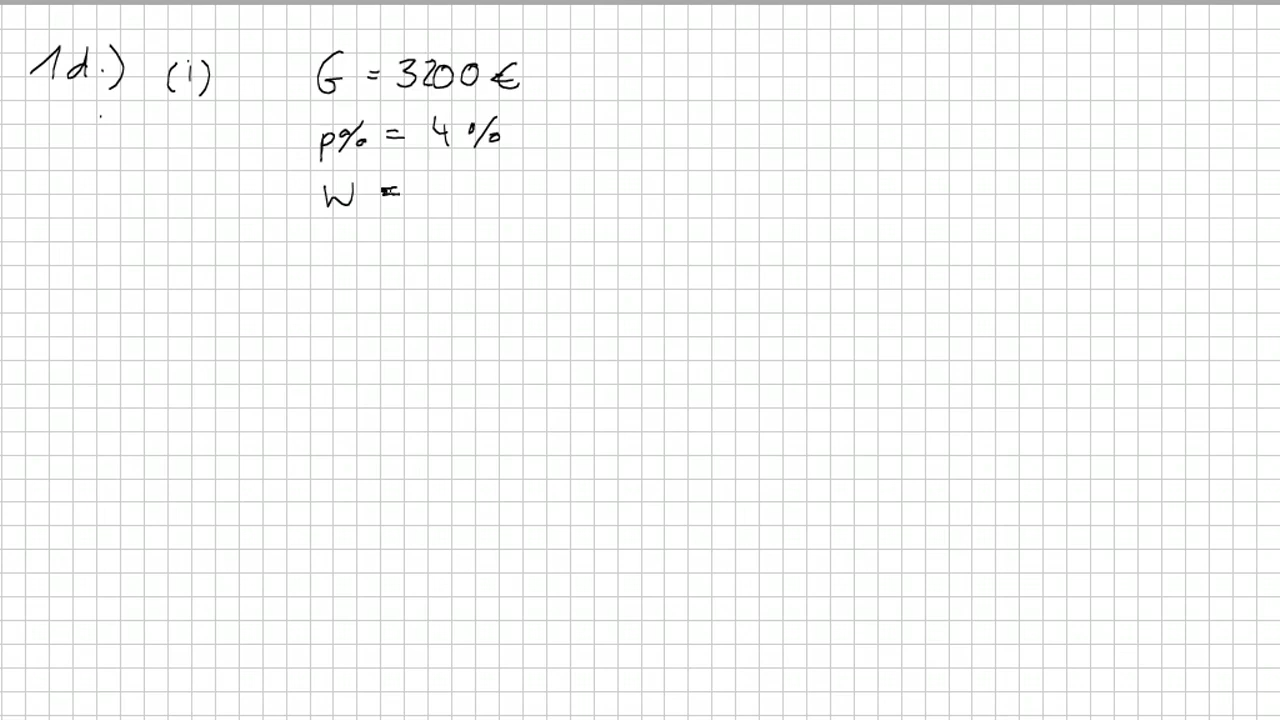 1d.) (i) G = 3200 €
p% = 4 %
W =